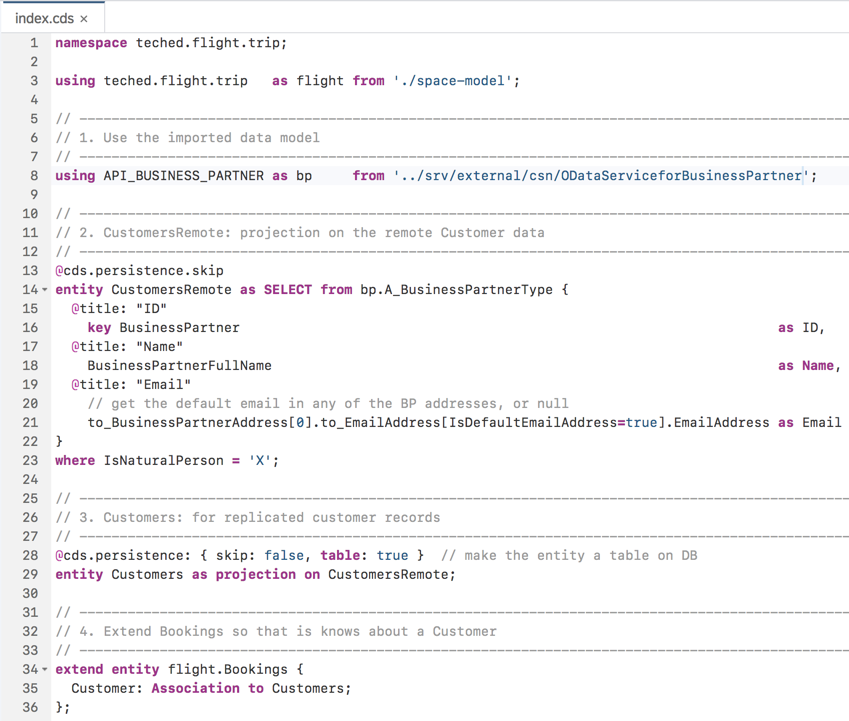 index.cds ×
1 namespace teched.flight.trip;
2
3 using teched.flight.trip   as flight from './space-model';
4
5 // ------------------------------------------------------------------------------------------------
6 // 1. Use the imported data model
7 // ------------------------------------------------------------------------------------------------
8 using API_BUSINESS_PARTNER as bp     from '../srv/external/csn/ODataServiceforBusinessPartner';
9
10 // ------------------------------------------------------------------------------------------------
11 // 2. CustomersRemote: projection on the remote Customer data
12 // ------------------------------------------------------------------------------------------------
13 @cds.persistence.skip
14 entity CustomersRemote as SELECT from bp.A_BusinessPartnerType {
15   @title: "ID"
16     key BusinessPartner                                                                   as ID,
17   @title: "Name"
18     BusinessPartnerFullName                                                               as Name,
19   @title: "Email"
20     // get the default email in any of the BP addresses, or null
21     to_BusinessPartnerAddress[0].to_EmailAddress[IsDefaultEmailAddress=true].EmailAddress as Email
22 }
23 where IsNaturalPerson = 'X';
24
25 // ------------------------------------------------------------------------------------------------
26 // 3. Customers: for replicated customer records
27 // ------------------------------------------------------------------------------------------------
28 @cds.persistence: { skip: false, table: true }  // make the entity a table on DB
29 entity Customers as projection on CustomersRemote;
30
31 // ------------------------------------------------------------------------------------------------
32 // 4. Extend Bookings so that is knows about a Customer
33 // ------------------------------------------------------------------------------------------------
34 extend entity flight.Bookings {
35   Customer: Association to Customers;
36 };